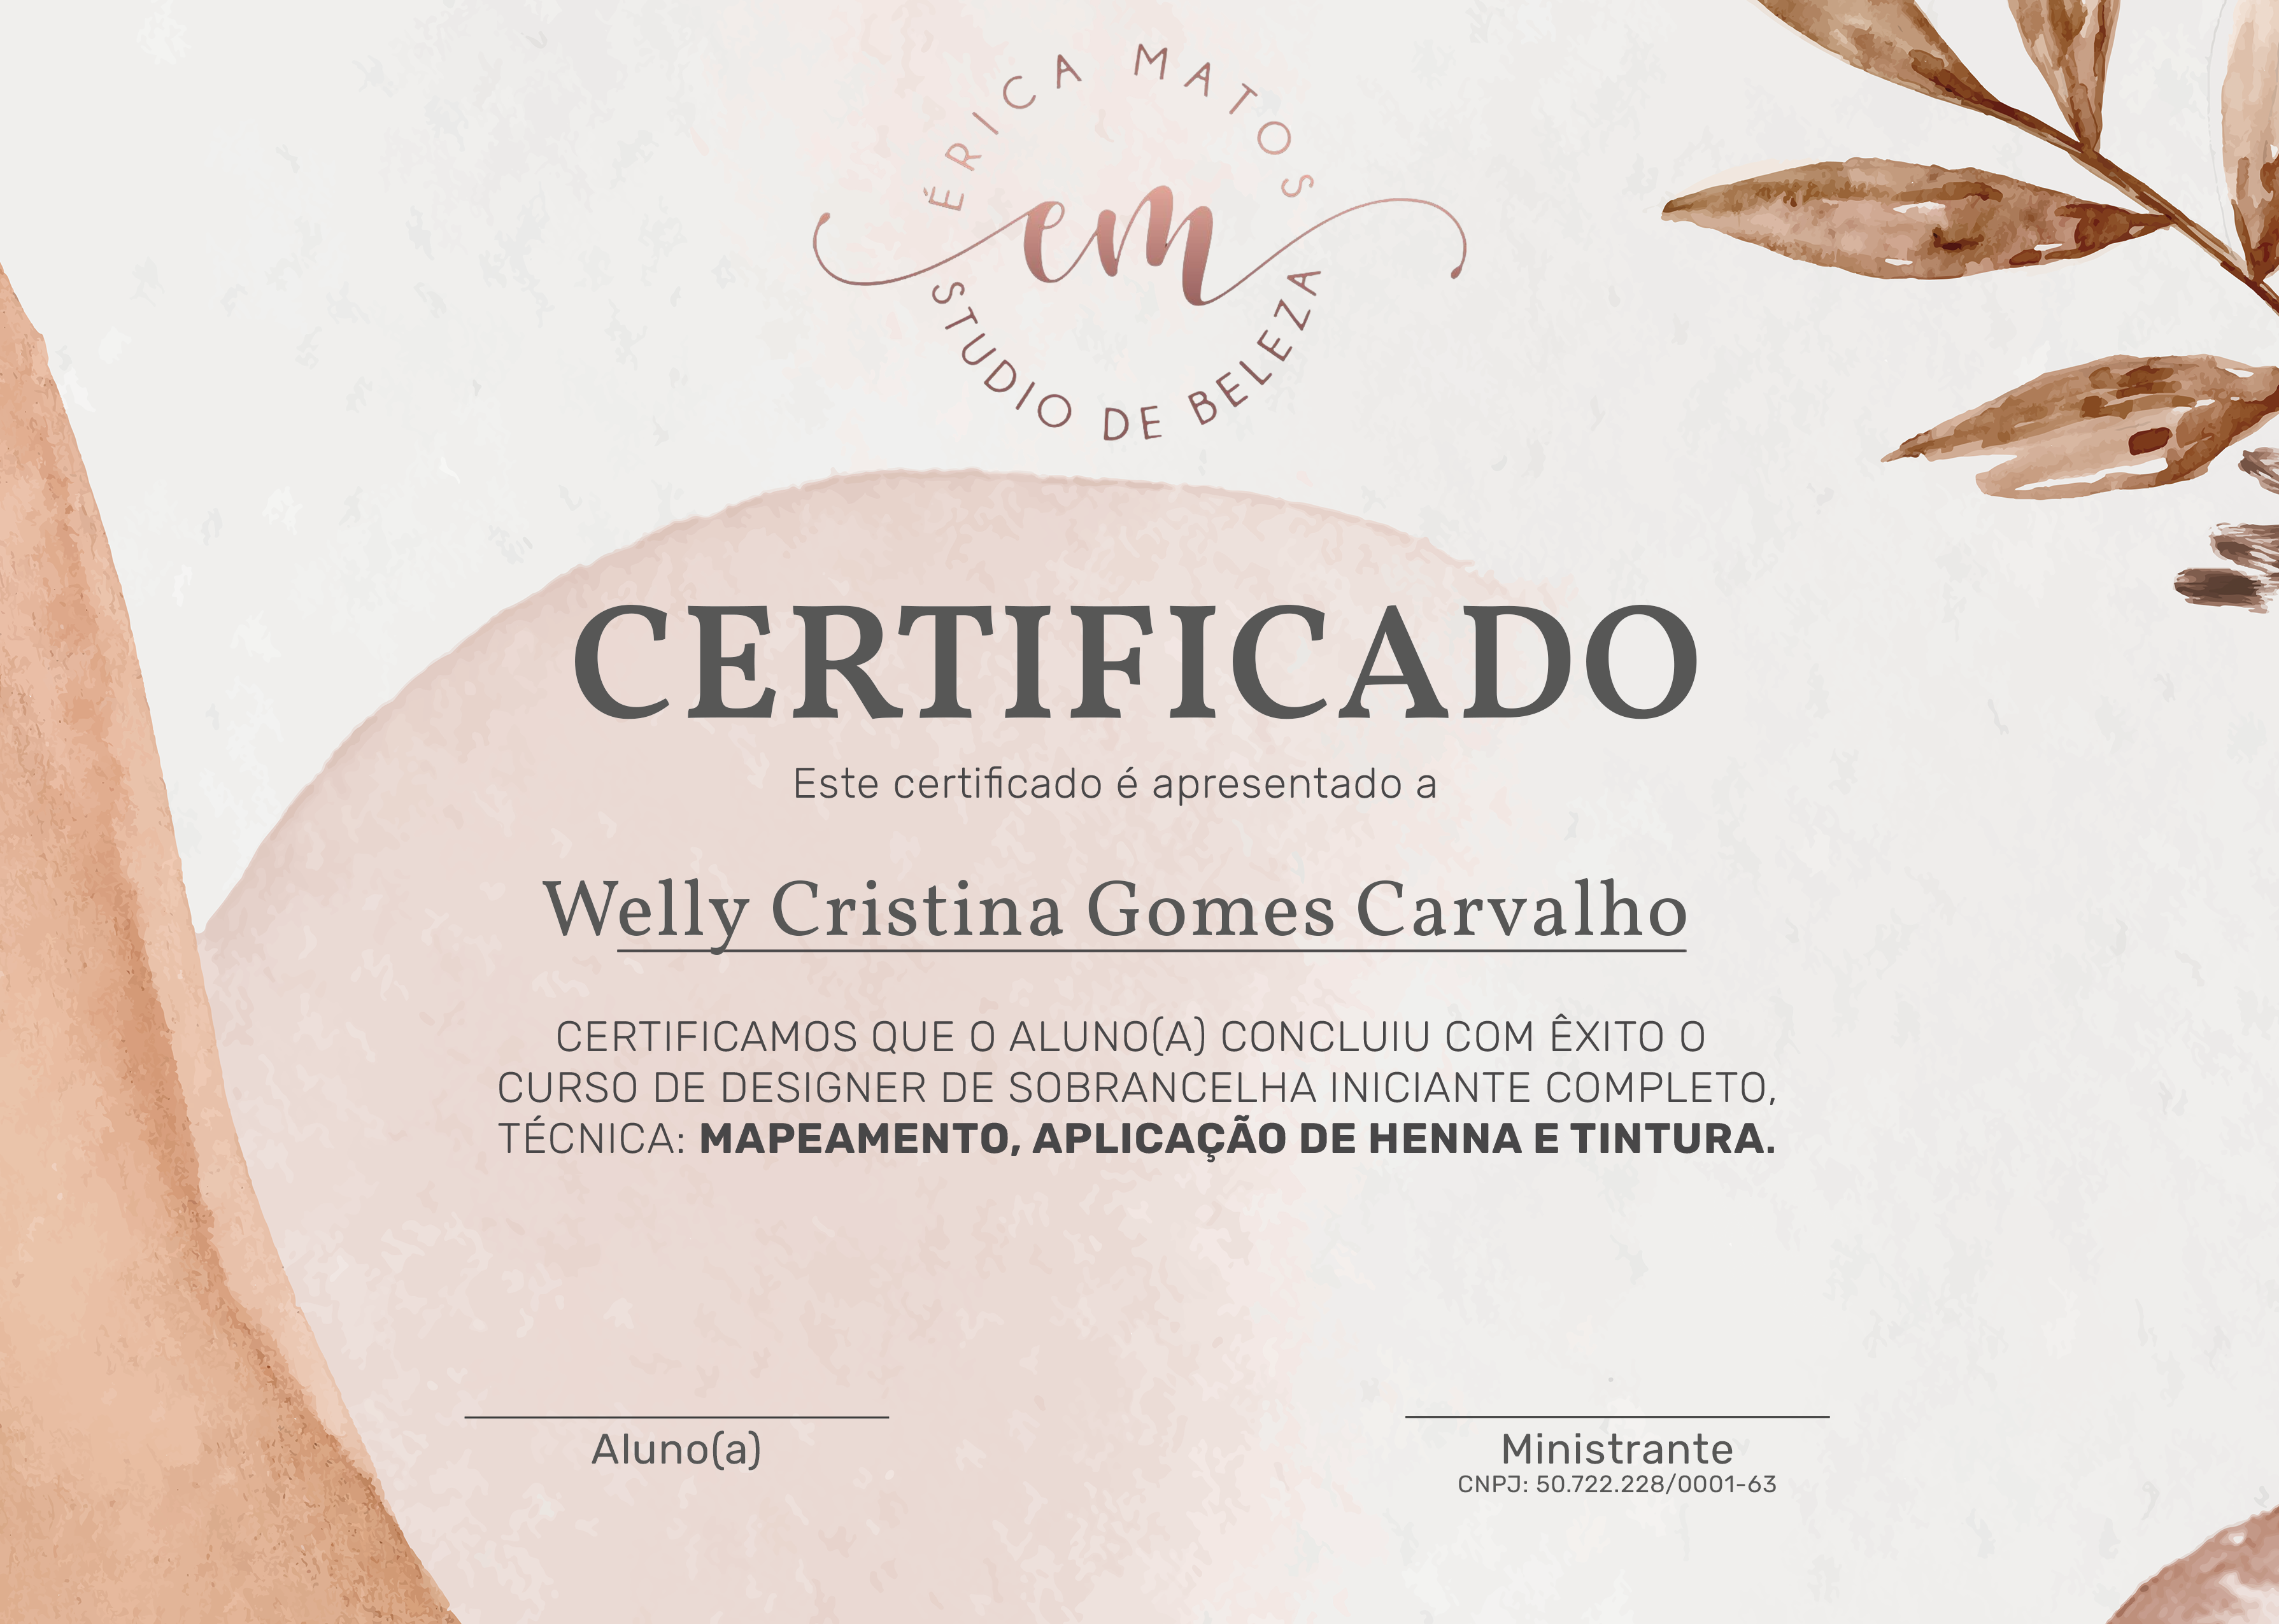 ÉRICA MATOS
em
STUDIO DE BELEZA
CERTIFICADO
Este certificado é apresentado a
Welly Cristina Gomes Carvalho
CERTIFICAMOS QUE O ALUNO(A) CONCLUIU COM ÊXITO O
CURSO DE DESIGNER DE SOBRANCELHA INICIANTE COMPLETO,
TÉCNICA: MAPEAMENTO, APLICAÇÃO DE HENNA E TINTURA.
Aluno(a)
Ministrante
CNPJ: 50.722.228/0001-63